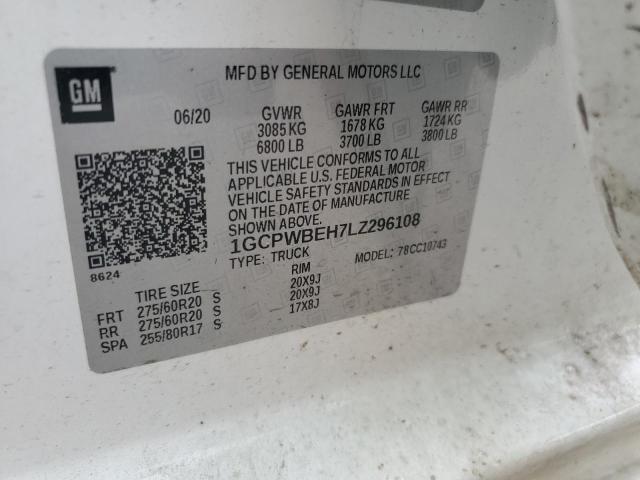 GM
MFD BY GENERAL MOTORS LLC
06/20 GVWR GAWR FRT GAWR RR
3085 KG 1678 KG 1724 KG
6800 LB 3700 LB 3800 LB
THIS VEHICLE CONFORMS TO ALL
APPLICABLE U.S. FEDERAL MOTOR
VEHICLE SAFETY STANDARDS IN EFFECT
ON THE DATE OF MANUFACTURE
SHOWN ABOVE.
1GCPWBEH7LZ296108
TYPE: TRUCK MODEL: 78CC10743
8624
TIRE SIZE RIM
FRT 275/60R20 S 20X9J
RR 275/60R20 S 20X9J
SPA 255/80R17 S 17X8J